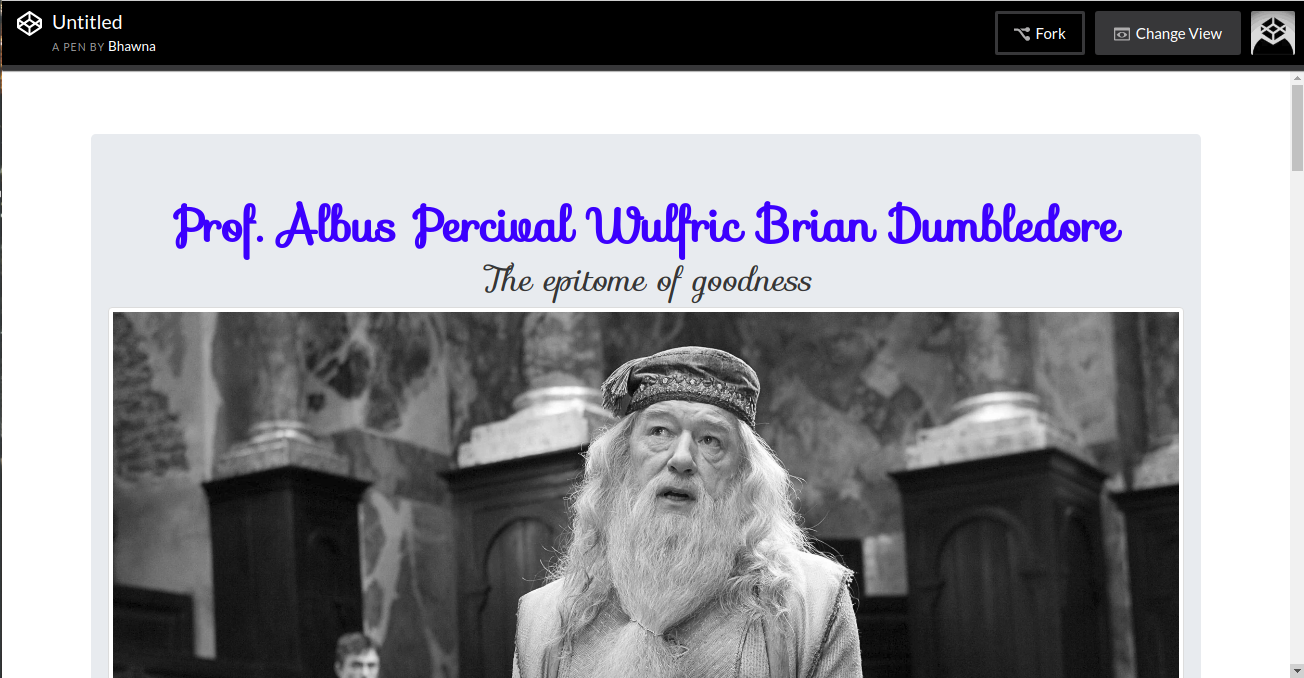 Untitled
A PEN BY Bhawna
Fork
Change View
Prof. Albus Percival Wulfric Brian Dumbledore
The epitome of goodness